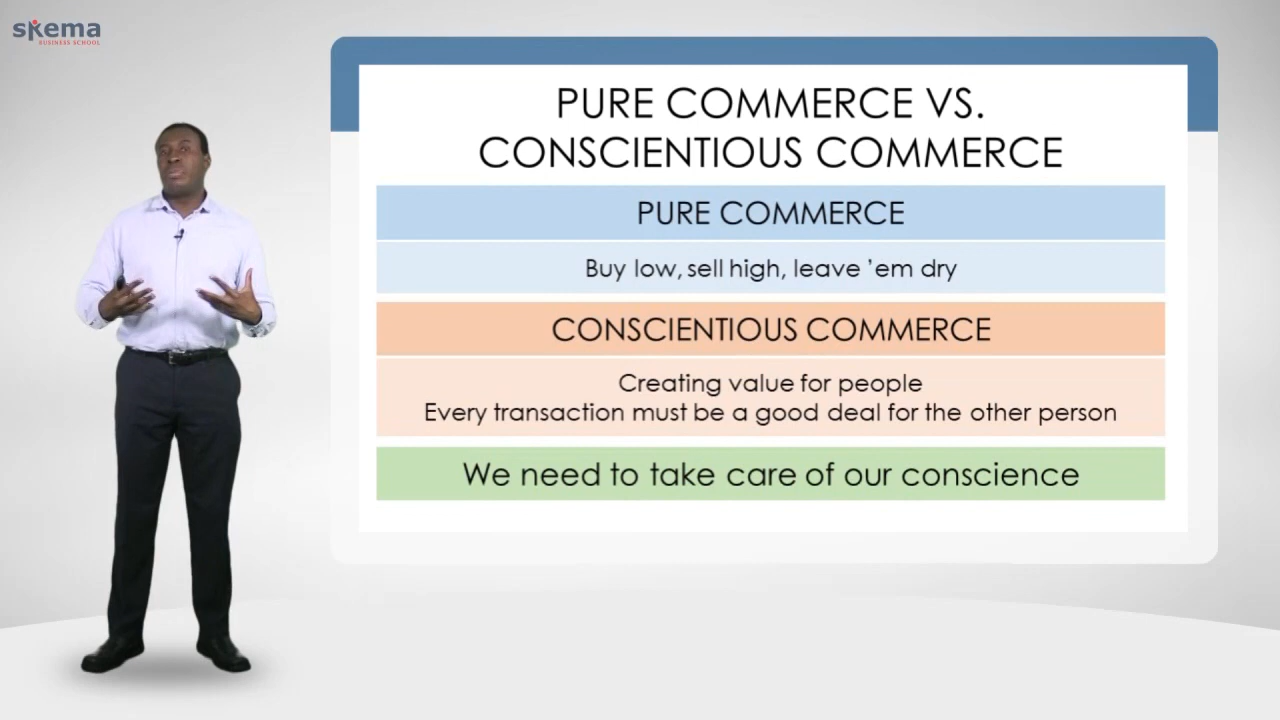 skema
BUSINESS SCHOOL
PURE COMMERCE VS.
CONSCIENTIOUS COMMERCE
PURE COMMERCE
Buy low, sell high, leave ’em dry
CONSCIENTIOUS COMMERCE
Creating value for people
Every transaction must be a good deal for the other person
We need to take care of our conscience